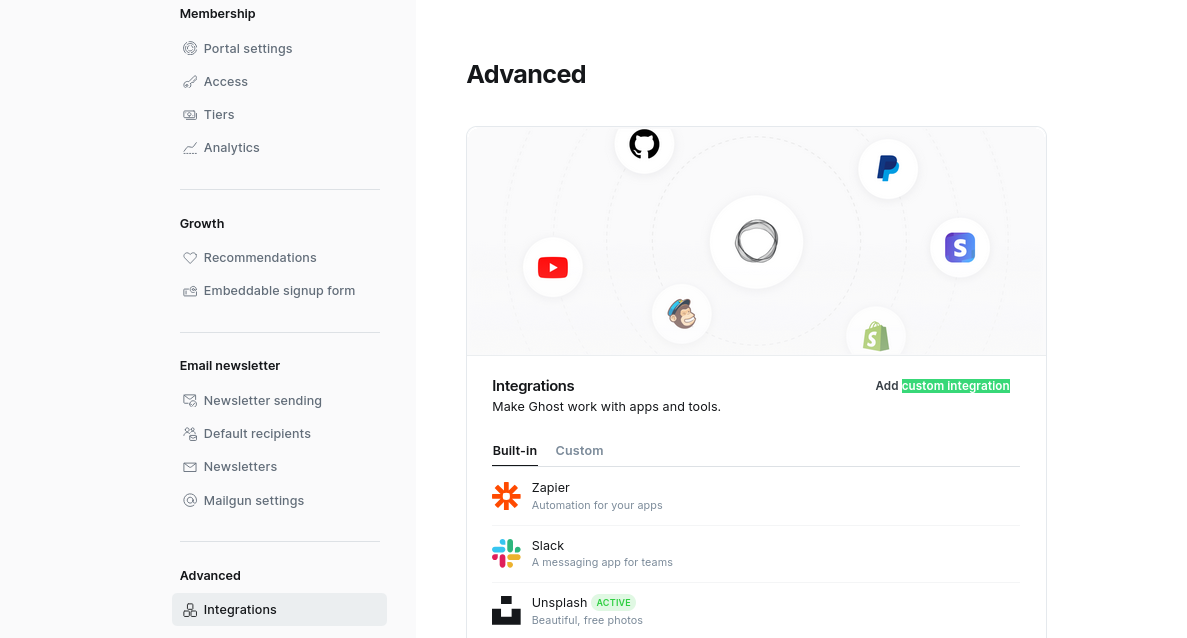 Membership
Portal settings
Access
Tiers
Analytics
Growth
Recommendations
Embeddable signup form
Email newsletter
Newsletter sending
Default recipients
Newsletters
Mailgun settings
Advanced
Integrations
Advanced
Integrations
Add custom integration
Make Ghost work with apps and tools.
Built-in Custom
Zapier
Automation for your apps
Slack
A messaging app for teams
Unsplash ACTIVE
Beautiful, free photos